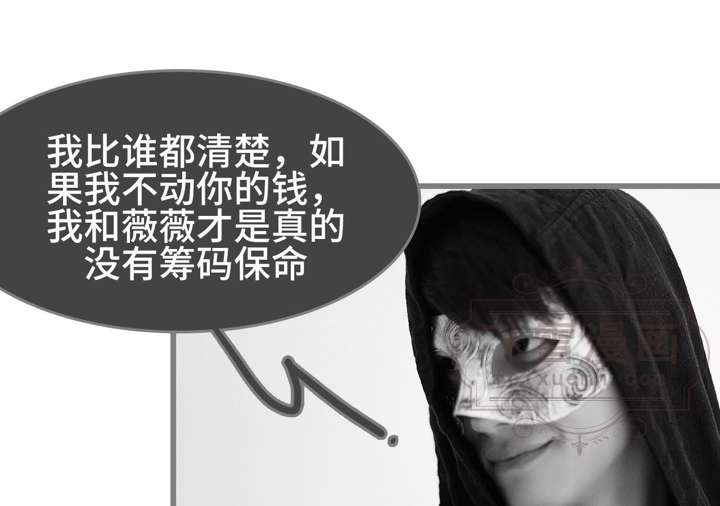 我比谁都清楚，如
果我不动你的钱，
我和薇薇才是真的
没有筹码保命